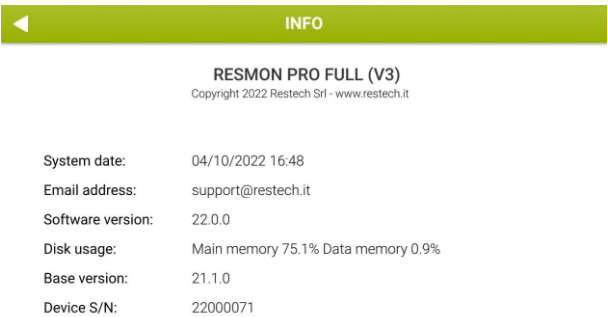 INFO
RESMON PRO FULL (V3)
Copyright 2022 Restech Srl - www.restech.it
System date: 04/10/2022 16:48
Email address: support@restech.it
Software version: 22.0.0
Disk usage: Main memory 75.1% Data memory 0.9%
Base version: 21.1.0
Device S/N: 22000071